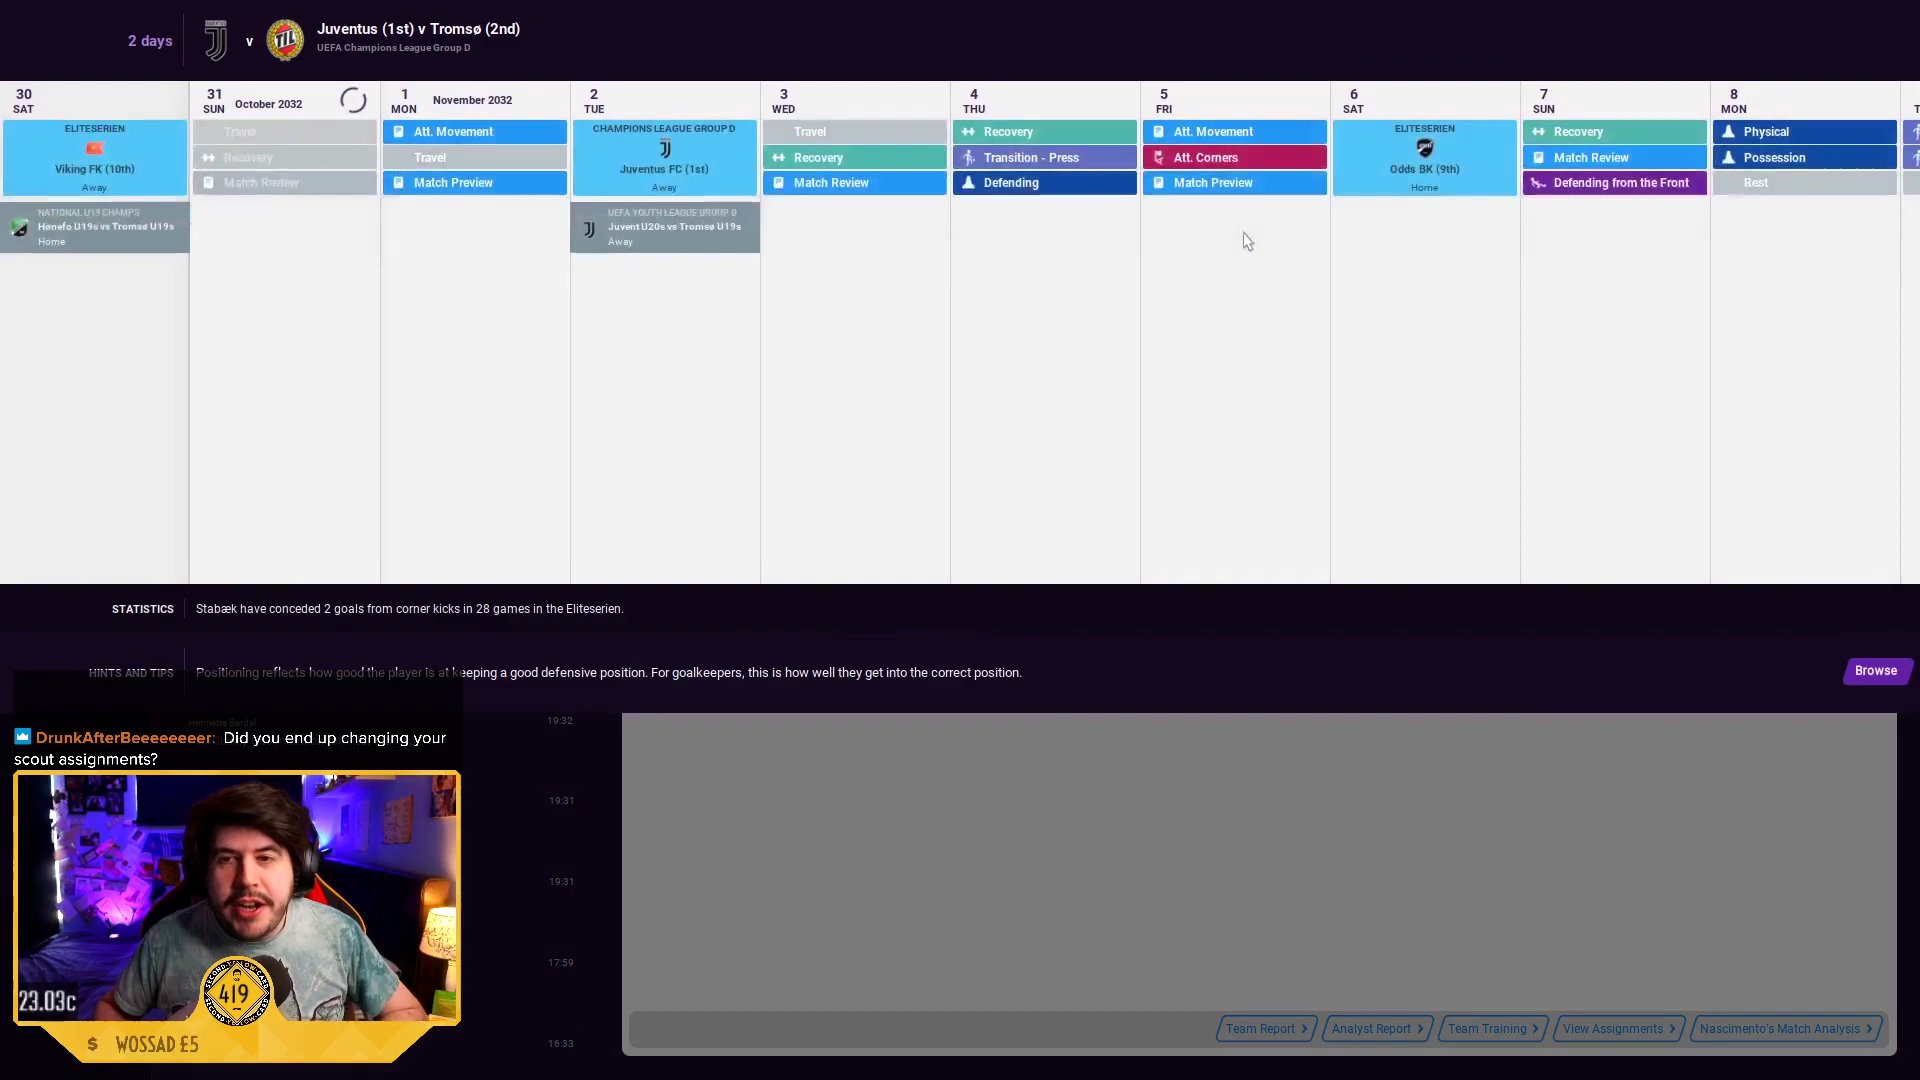 2 days
v
Juventus (1st) v Tromsø (2nd)
UEFA Champions League Group D
30
SAT
31
SUN October 2032
1
MON November 2032
2
TUE
3
WED
4
THU
5
FRI
6
SAT
7
SUN
8
MON
ELITESERIEN
Viking FK (10th)
Away
NATIONAL U19 CHAMPS
Hønefo U19s vs Tromsø U19s
Home
Travel
Recovery
Match Review
Att. Movement
Travel
Match Preview
CHAMPIONS LEAGUE GROUP D
Juventus FC (1st)
Away
UEFA YOUTH LEAGUE GROUP D
Juvent U20s vs Tromsø U19s
Away
Travel
Recovery
Match Review
Recovery
Transition - Press
Defending
Att. Movement
Att. Corners
Match Preview
ELITESERIEN
Odds BK (9th)
Home
Recovery
Match Review
Defending from the Front
Physical
Possession
Rest
STATISTICS Stabæk have conceded 2 goals from corner kicks in 28 games in the Eliteserien.
HINTS AND TIPS Positioning reflects how good the player is at keeping a good defensive position. For goalkeepers, this is how well they get into the correct position.
Browse
Henriette Berdal
19:32
DrunkAfterBeeeeeeeer: Did you end up changing your
scout assignments?
19:31
19:31
17:59
16:33
23.03c
SECOND YELLOW CARD
419
SECOND YELLOW CARD
$ WOSSAD £5
Team Report
Analyst Report
Team Training
View Assignments
Nascimento's Match Analysis